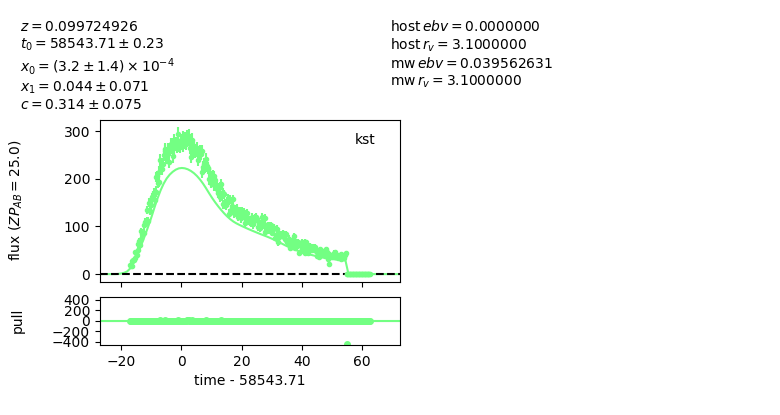 z = 0.099724926
t₀ = 58543.71 ± 0.23
x₀ = (3.2 ± 1.4) × 10⁻⁴
x₁ = 0.044 ± 0.071
c = 0.314 ± 0.075
host ebv = 0.0000000
host r_v = 3.1000000
mw ebv = 0.039562631
mw r_v = 3.1000000
kst
flux (ZP_AB = 25.0)
300
200
100
0
pull
400
200
0
−200
−400
−20 0 20 40 60
time - 58543.71